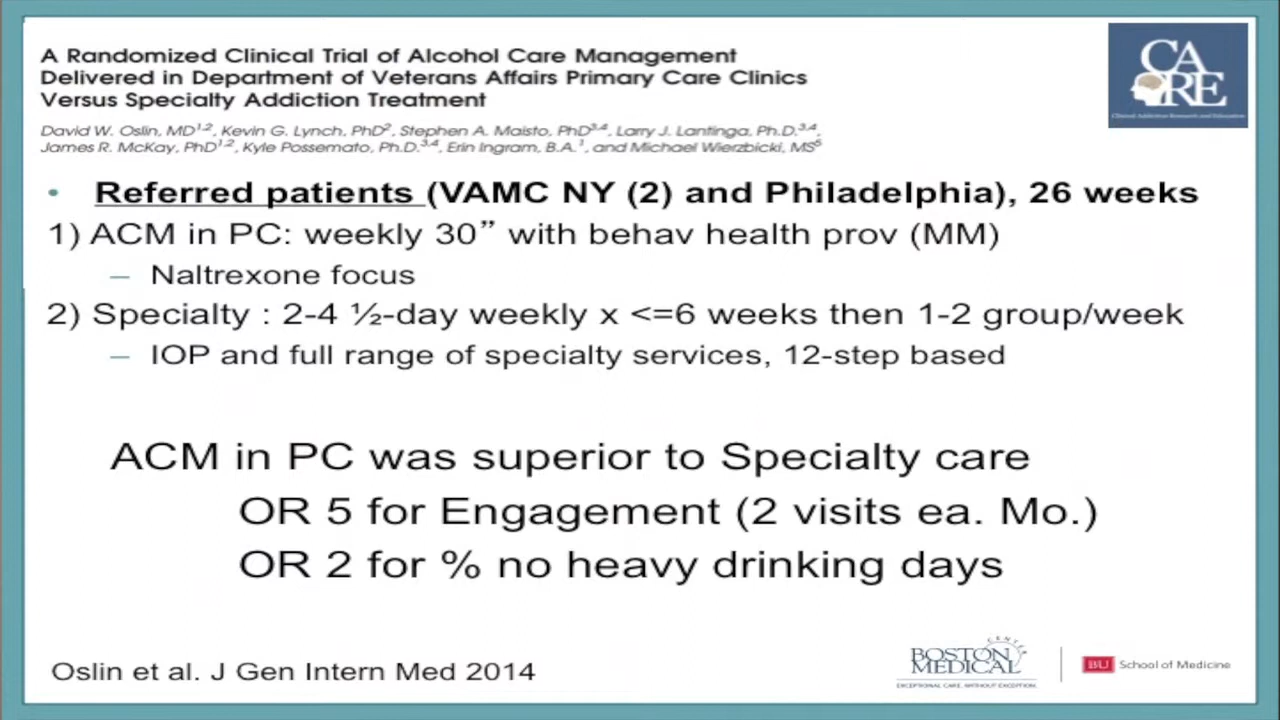 A Randomized Clinical Trial of Alcohol Care Management
Delivered in Department of Veterans Affairs Primary Care Clinics
Versus Specialty Addiction Treatment
CARE
Clinical Addiction Research and Education
David W. Oslin, MD1,2, Kevin G. Lynch, PhD2, Stephen A. Maisto, PhD3,4, Larry J. Lantinga, Ph.D.3,4,
James R. McKay, PhD1,2, Kyle Possemato, Ph.D.3,4, Erin Ingram, B.A.1, and Michael Wierzbicki, MS5
• Referred patients (VAMC NY (2) and Philadelphia), 26 weeks
1) ACM in PC: weekly 30” with behav health prov (MM)
– Naltrexone focus
2) Specialty : 2-4 ½-day weekly x <=6 weeks then 1-2 group/week
– IOP and full range of specialty services, 12-step based
ACM in PC was superior to Specialty care
OR 5 for Engagement (2 visits ea. Mo.)
OR 2 for % no heavy drinking days
Oslin et al. J Gen Intern Med 2014
BOSTON
MEDICAL
CENTER
EXCEPTIONAL CARE. WITHOUT EXCEPTION.
BU School of Medicine